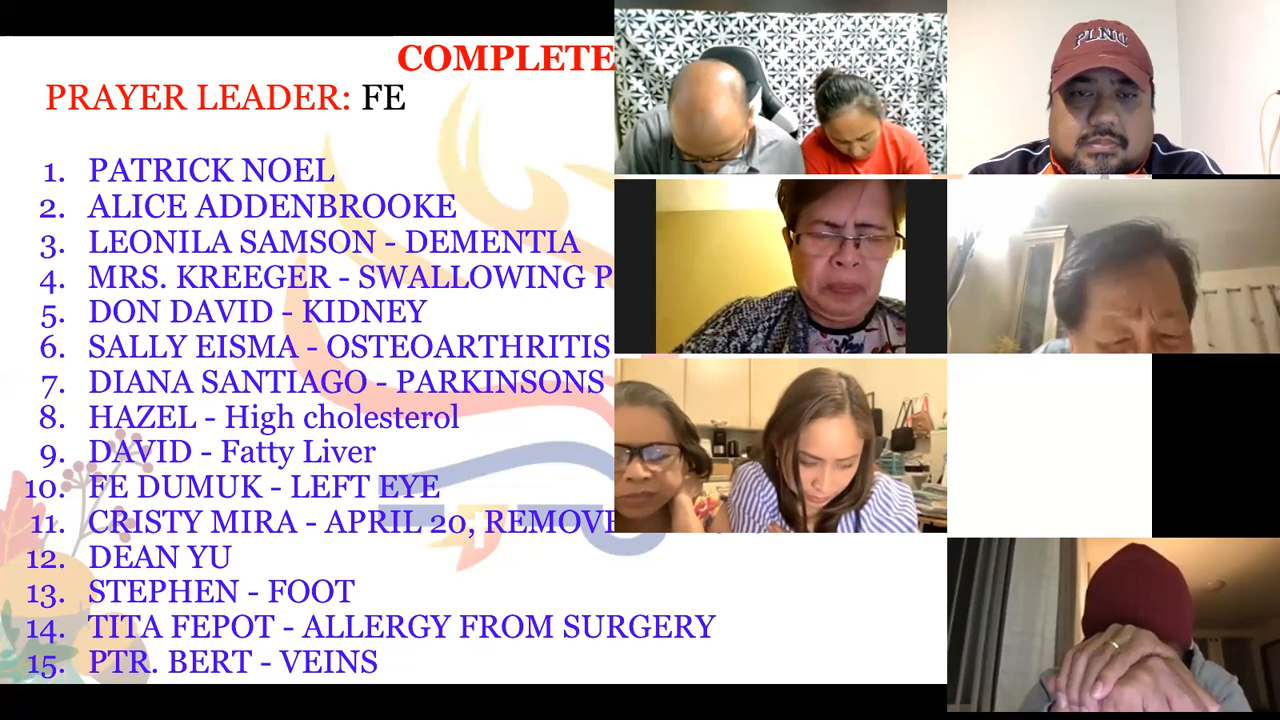 COMPLETE
PRAYER LEADER: FE
1. PATRICK NOEL
2. ALICE ADDENBROOKE
3. LEONILA SAMSON - DEMENTIA
4. MRS. KREEGER - SWALLOWING P
5. DON DAVID - KIDNEY
6. SALLY EISMA - OSTEOARTHRITIS
7. DIANA SANTIAGO - PARKINSONS
8. HAZEL - High cholesterol
9. DAVID - Fatty Liver
10. FE DUMUK - LEFT EYE
11. CRISTY MIRA - APRIL 20, REMOVE
12. DEAN YU
13. STEPHEN - FOOT
14. TITA FEPOT - ALLERGY FROM SURGERY
15. PTR. BERT - VEINS
PLNU